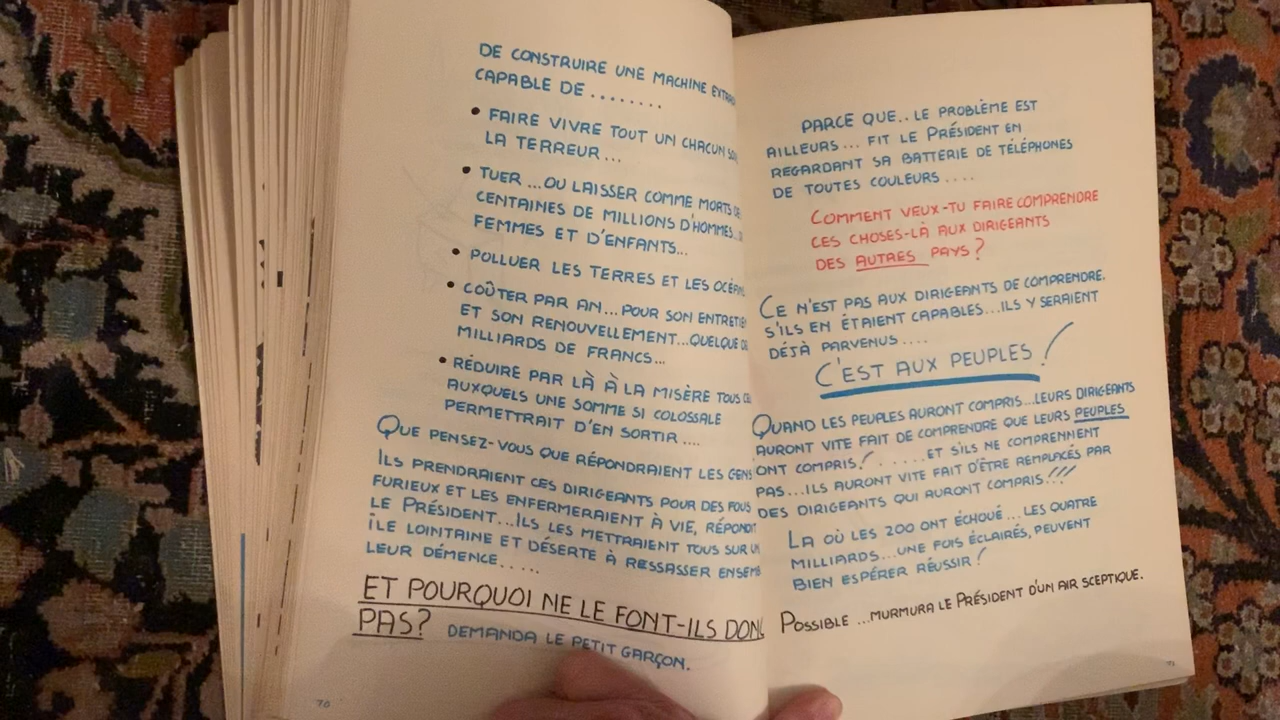 DE CONSTRUIRE UNE MACHINE
CAPABLE DE ........
• FAIRE VIVRE TOUT UN CHACUN
LA TERREUR...
• TUER ... OU LAISSER COMME MORTS
CENTAINES DE MILLIONS D'HOMMES...
FEMMES ET D'ENFANTS...
• POLLUER LES TERRES ET LES
• COÛTER PAR AN... POUR SON
ET SON RENOUVELLEMENT... QUELQUE
MILLIARDS DE FRANCS...
• RÉDUIRE PAR LÀ À LA MISÈRE TOUS
AUXQUELS UNE SOMME SI COLOSSALE
PERMETTRAIT D'EN SORTIR ....
QUE PENSEZ-VOUS QUE RÉPONDRAIENT LES GENS
ILS PRENDRAIENT CES DIRIGEANTS POUR DES FOUS
FURIEUX ET LES ENFERMERAIENT À VIE, RÉPONDIT
LE PRÉSIDENT... ILS LES METTRAIENT TOUS SUR
ÎLE LOINTAINE ET DÉSERTE À RESSASSER
LEUR DÉMENCE.....
ET POURQUOI NE LE FONT-ILS DONC
PAS? DEMANDA LE PETIT GARÇON.
70
PARCE QUE.. LE PROBLÈME EST
AILLEURS... FIT LE PRÉSIDENT EN
REGARDANT SA BATTERIE DE TÉLÉPHONES
DE TOUTES COULEURS ....
COMMENT VEUX-TU FAIRE COMPRENDRE
CES CHOSES-LÀ AUX DIRIGEANTS
DES AUTRES PAYS?
CE N'EST PAS AUX DIRIGEANTS DE COMPRENDRE.
S'ILS EN ÉTAIENT CAPABLES... ILS Y SERAIENT
DÉJÀ PARVENUS ....
C'EST AUX PEUPLES !
QUAND LES PEUPLES AURONT COMPRIS... LEURS DIRIGEANTS
AURONT VITE FAIT DE COMPRENDRE QUE LEURS PEUPLES
ONT COMPRIS! ...... ET S'ILS NE COMPRENNENT
PAS... ILS AURONT VITE FAIT D'ÊTRE REMPLACÉS PAR
DES DIRIGEANTS QUI AURONT COMPRIS!!!
LA OÙ LES 200 ONT ÉCHOUÉ... LES QUATRE
MILLIARDS... UNE FOIS ÉCLAIRÉS, PEUVENT
BIEN ESPÉRER RÉUSSIR!
POSSIBLE ... MURMURA LE PRÉSIDENT D'UN AIR SCEPTIQUE.